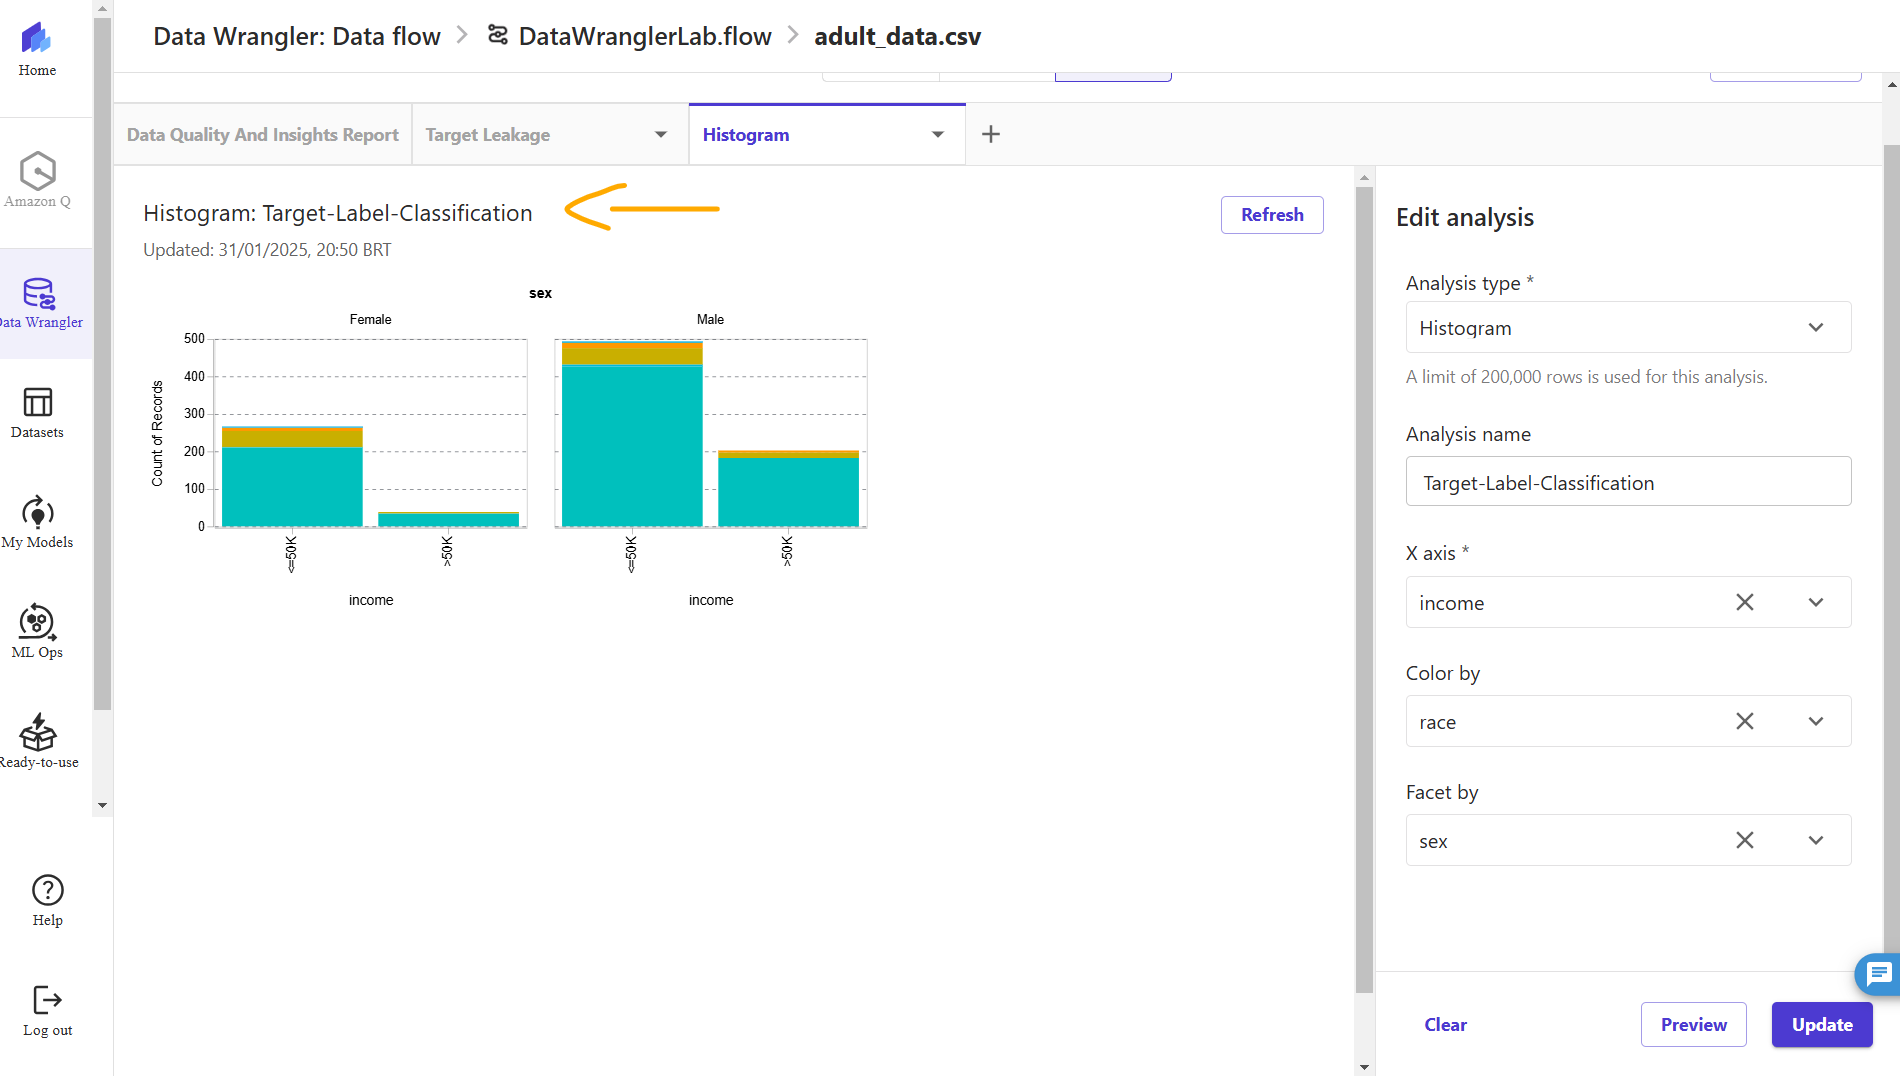 Home
Amazon Q
Data Wrangler
Datasets
My Models
ML Ops
Ready-to-use
Help
Log out
Data Wrangler: Data flow > DataWranglerLab.flow > adult_data.csv
Data Quality And Insights Report
Target Leakage
Histogram
Histogram: Target-Label-Classification
Refresh
Updated: 31/01/2025, 20:50 BRT
sex
Female
Male
Count of Records
500
400
300
200
100
0
<=50K
>50K
<=50K
>50K
income
income
Edit analysis
Analysis type *
Histogram
A limit of 200,000 rows is used for this analysis.
Analysis name
Target-Label-Classification
X axis *
income
Color by
race
Facet by
sex
Clear
Preview
Update